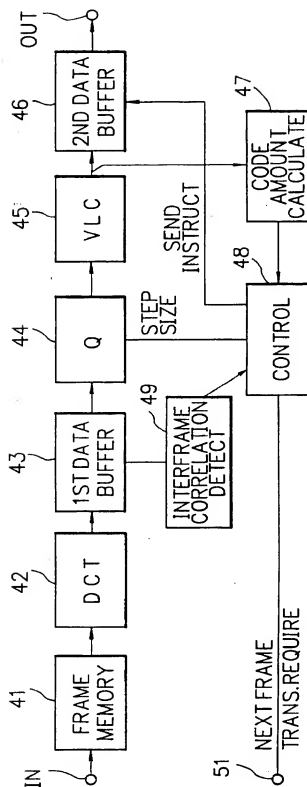 IN
41
FRAME
MEMORY
42
DCT
43
1ST DATA
BUFFER
44
Q
45
VLC
46
2ND DATA
BUFFER
OUT
STEP
SIZE
SEND
INSTRUCT
49
INTERFRAME
CORRELATION
DETECT
47
CODE
AMOUNT
CALCULATE
48
CONTROL
51
NEXT FRAME
TRANS.REQUIRE